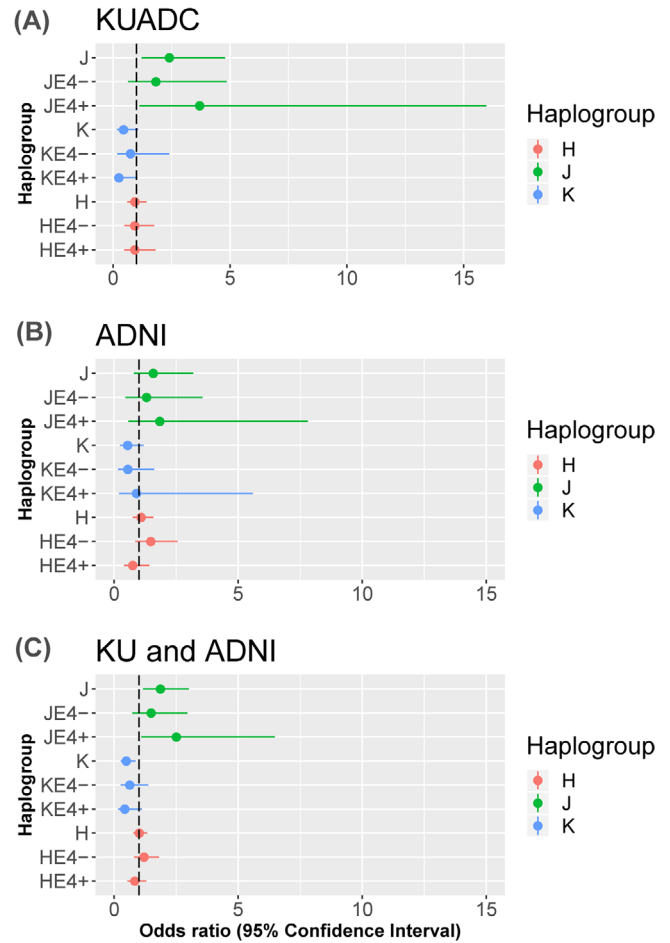 (A) KUADC
Haplogroup
J
JE4−
JE4+
K
KE4−
KE4+
H
HE4−
HE4+
0 5 10 15
Haplogroup
H
J
K
(B) ADNI
Haplogroup
J
JE4−
JE4+
K
KE4−
KE4+
H
HE4−
HE4+
0 5 10 15
Haplogroup
H
J
K
(C) KU and ADNI
Haplogroup
J
JE4−
JE4+
K
KE4−
KE4+
H
HE4−
HE4+
0 5 10 15
Odds ratio (95% Confidence Interval)
Haplogroup
H
J
K